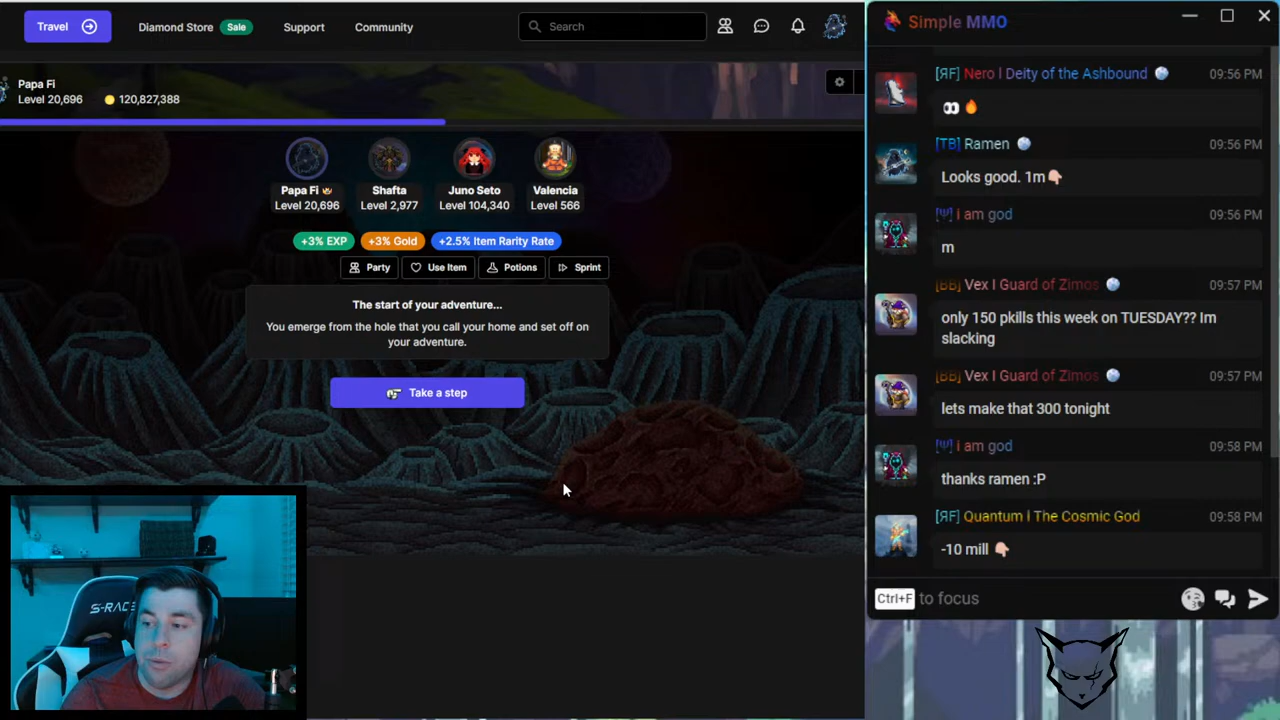 Travel
Diamond Store Sale
Support
Community
Search
Papa Fi
Level 20,696
120,827,388
Papa Fi
Level 20,696
Shafta
Level 2,977
Juno Seto
Level 104,340
Valencia
Level 566
+3% EXP
+3% Gold
+2.5% Item Rarity Rate
Party
Use Item
Potions
Sprint
The start of your adventure...
You emerge from the hole that you call your home and set off on
your adventure.
Take a step
S-RACE
Simple MMO
[ЯF] Nero | Deity of the Ashbound 09:56 PM
[TB] Ramen 09:56 PM
Looks good. 1m
[Ψ] i am god 09:56 PM
m
[BB] Vex | Guard of Zimos 09:57 PM
only 150 pkills this week on TUESDAY?? Im
slacking
[BB] Vex | Guard of Zimos 09:57 PM
lets make that 300 tonight
[Ψ] i am god 09:58 PM
thanks ramen :P
[ЯF] Quantum | The Cosmic God 09:58 PM
-10 mill
Ctrl+F to focus